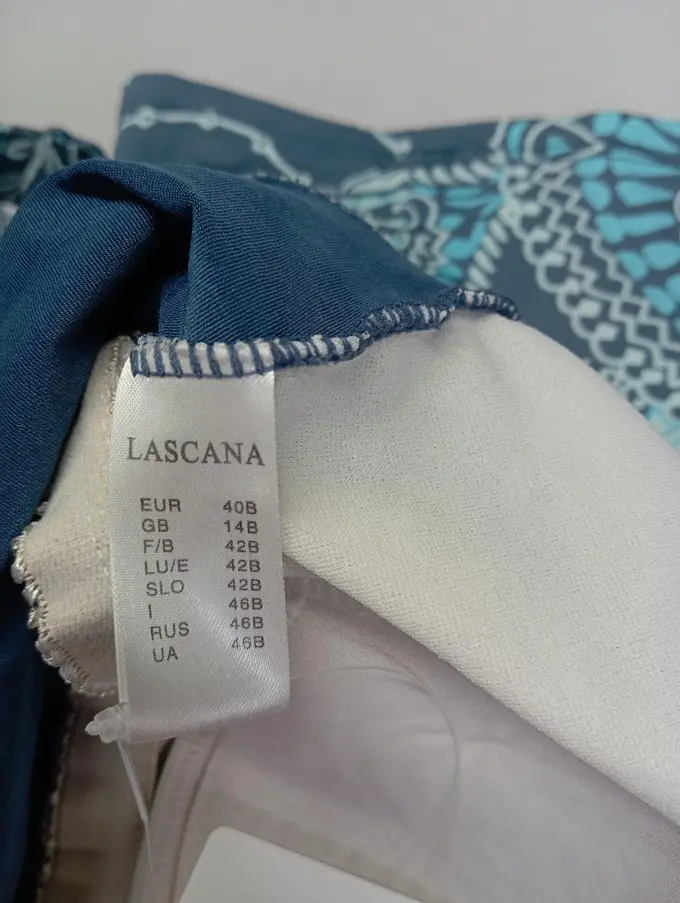 LASCANA
EUR 40B
GB 14B
F/B 42B
LU/E 42B
SLO 42B
I 46B
RUS 46B
UA 46B